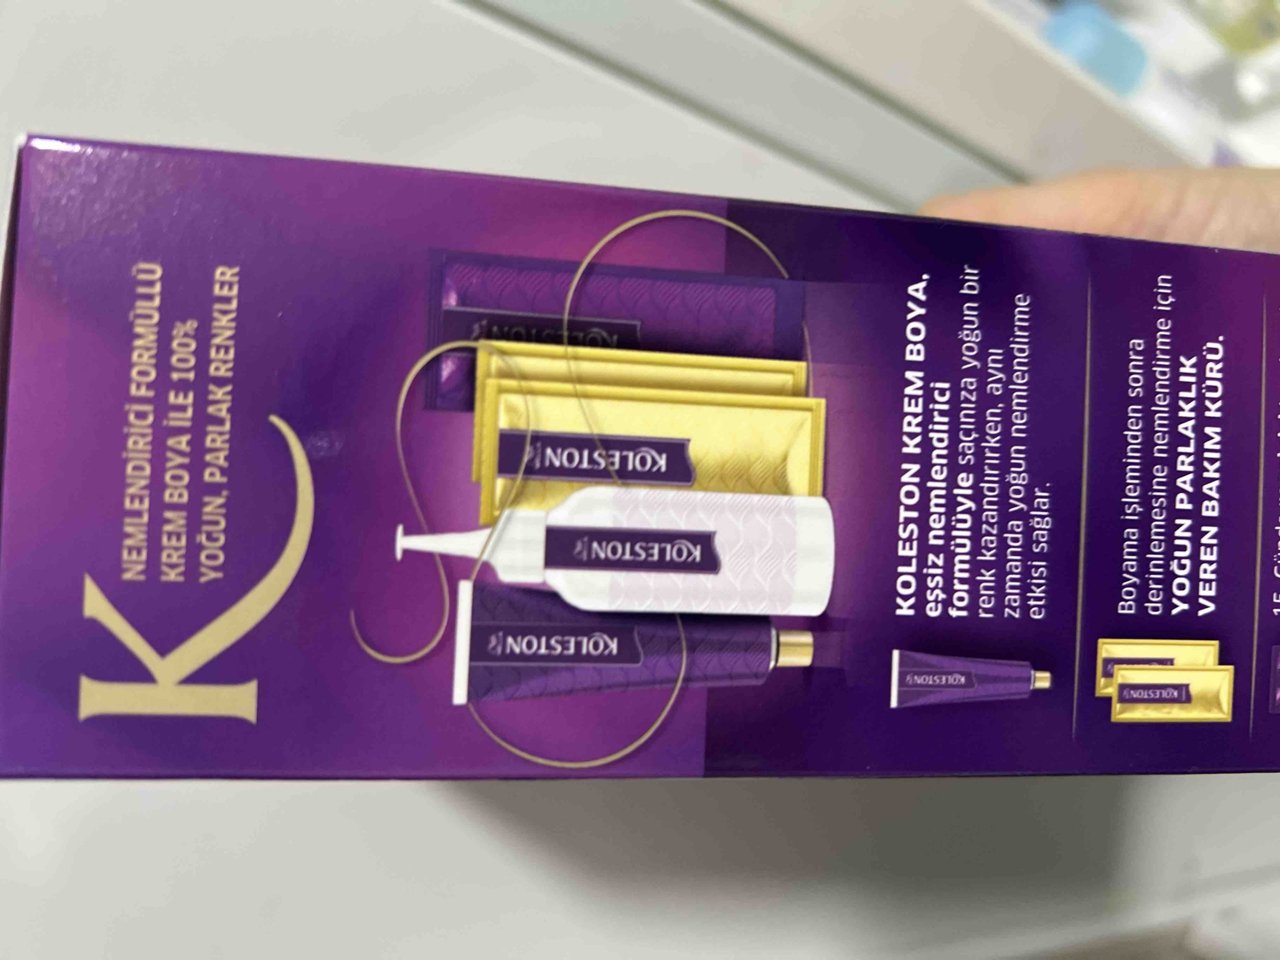 K
NEMLENDİRİCİ FORMÜLLÜ
KREM BOYA İLE 100%
YOĞUN, PARLAK RENKLER
KOLESTON
KOLESTON
KOLESTON
KOLESTON
KOLESTON KREM BOYA,
eşsiz nemlendirici
formülüyle saçınıza yoğun bir
renk kazandırırken, aynı
zamanda yoğun nemlendirme
etkisi sağlar.
KOLESTON
Boyama işleminden sonra
derinlemesine nemlendirme için
YOĞUN PARLAKLIK
VEREN BAKIM KÜRÜ.
KOLESTON
KOLESTON